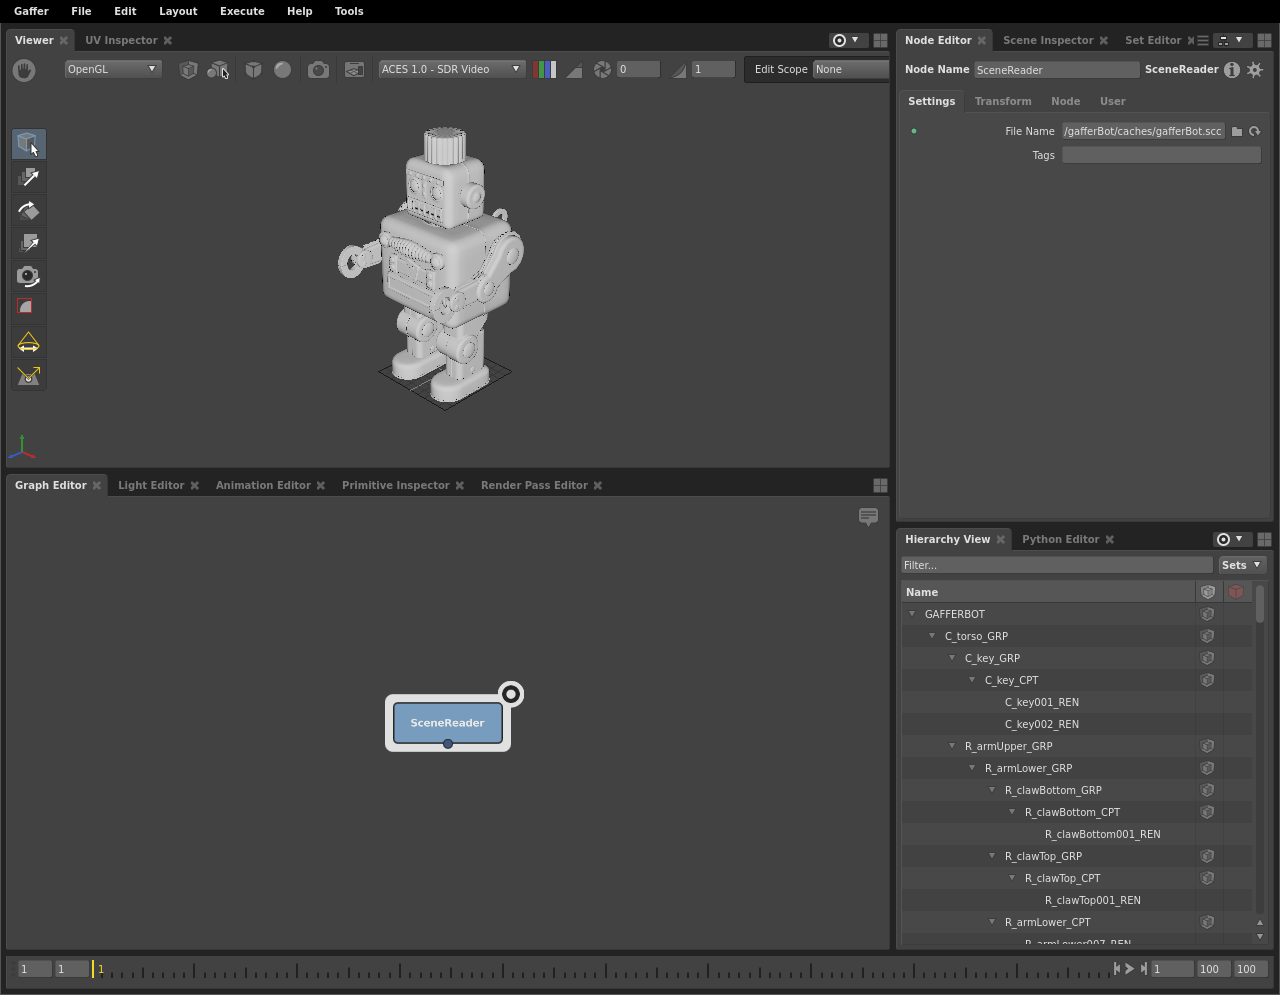 Gaffer File Edit Layout Execute Help Tools
Viewer UV Inspector
OpenGL ACES 1.0 - SDR Video 0 1 Edit Scope None
Graph Editor Light Editor Animation Editor Primitive Inspector Render Pass Editor
SceneReader
Node Editor Scene Inspector Set Editor
Node Name SceneReader SceneReader
Settings Transform Node User
File Name /gafferBot/caches/gafferBot.scc
Tags
Hierarchy View Python Editor
Filter... Sets
Name
GAFFERBOT
C_torso_GRP
C_key_GRP
C_key_CPT
C_key001_REN
C_key002_REN
R_armUpper_GRP
R_armLower_GRP
R_clawBottom_GRP
R_clawBottom_CPT
R_clawBottom001_REN
R_clawTop_GRP
R_clawTop_CPT
R_clawTop001_REN
R_armLower_CPT
R_armLower007_REN
1 1 1 1 100 100